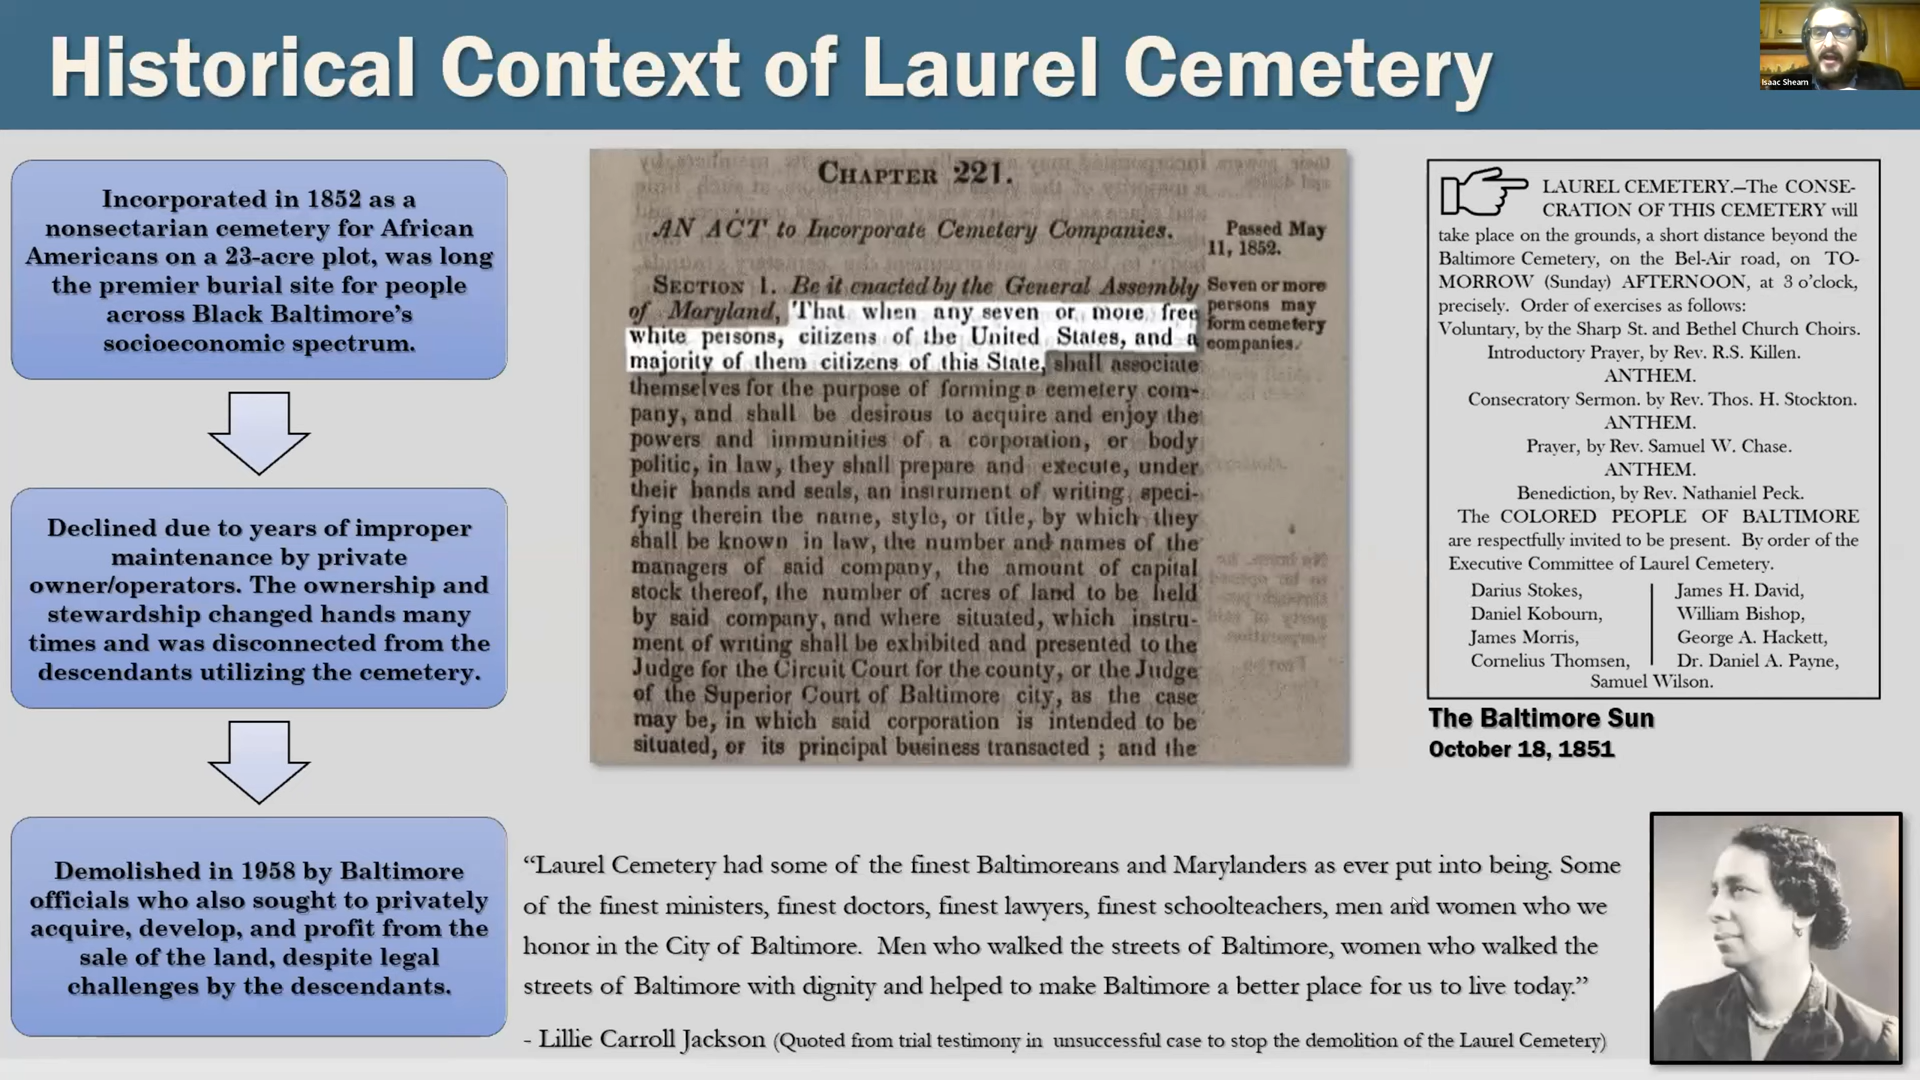 Historical Context of Laurel Cemetery
Isaac Shearn
Incorporated in 1852 as a
nonsectarian cemetery for African
Americans on a 23-acre plot, was long
the premier burial site for people
across Black Baltimore's
socioeconomic spectrum.
Declined due to years of improper
maintenance by private
owner/operators. The ownership and
stewardship changed hands many
times and was disconnected from the
descendants utilizing the cemetery.
Demolished in 1958 by Baltimore
officials who also sought to privately
acquire, develop, and profit from the
sale of the land, despite legal
challenges by the descendants.
CHAPTER 221.
AN ACT to Incorporate Cemetery Companies.
Passed May
11, 1852.
SECTION 1. Be it enacted by the General Assembly
of Maryland, That when any seven or more free
white persons, citizens of the United States, and a
majority of them citizens of this State, shall associate
themselves for the purpose of forming a cemetery com-
pany, and shall be desirous to acquire and enjoy the
powers and immunities of a corporation, or body
politic, in law, they shall prepare and execute, under
their hands and seals, an instrument of writing, speci-
fying therein the name, style, or title, by which they
shall be known in law, the number and names of the
managers of said company, the amount of capital
stock thereof, the number of acres of land to be held
by said company, and where situated, which instru-
ment of writing shall be exhibited and presented to the
Judge for the Circuit Court for the county, or the Judge
of the Superior Court of Baltimore city, as the case
may be, in which said corporation is intended to be
situated, or its principal business transacted ; and the
Seven or more
persons may
form cemetery
companies.
LAUREL CEMETERY.—The CONSE-
CRATION OF THIS CEMETERY will
take place on the grounds, a short distance beyond the
Baltimore Cemetery, on the Bel-Air road, on TO-
MORROW (Sunday) AFTERNOON, at 3 o'clock,
precisely. Order of exercises as follows:
Voluntary, by the Sharp St. and Bethel Church Choirs.
Introductory Prayer, by Rev. R.S. Killen.
ANTHEM.
Consecratory Sermon. by Rev. Thos. H. Stockton.
ANTHEM.
Prayer, by Rev. Samuel W. Chase.
ANTHEM.
Benediction, by Rev. Nathaniel Peck.
The COLORED PEOPLE OF BALTIMORE
are respectfully invited to be present. By order of the
Executive Committee of Laurel Cemetery.
Darius Stokes,
Daniel Kobourn,
James Morris,
Cornelius Thomsen,
James H. David,
William Bishop,
George A. Hackett,
Dr. Daniel A. Payne,
Samuel Wilson.
The Baltimore Sun
October 18, 1851
“Laurel Cemetery had some of the finest Baltimoreans and Marylanders as ever put into being. Some
of the finest ministers, finest doctors, finest lawyers, finest schoolteachers, men and women who we
honor in the City of Baltimore. Men who walked the streets of Baltimore, women who walked the
streets of Baltimore with dignity and helped to make Baltimore a better place for us to live today.”
- Lillie Carroll Jackson (Quoted from trial testimony in unsuccessful case to stop the demolition of the Laurel Cemetery)